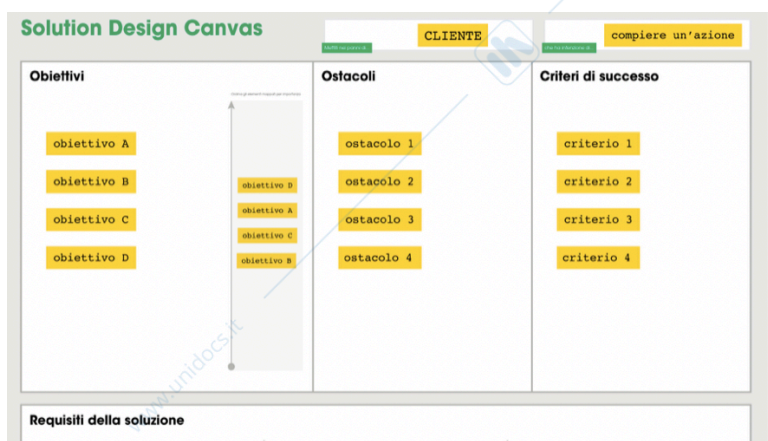 Solution Design Canvas
CLIENTE
compiere un'azione
Obiettivi
obiettivo A
obiettivo B
obiettivo C
obiettivo D
obiettivo D
obiettivo A
obiettivo C
obiettivo B
Ostacoli
ostacolo 1
ostacolo 2
ostacolo 3
ostacolo 4
Criteri di successo
criterio 1
criterio 2
criterio 3
criterio 4
Requisiti della soluzione
www.unidocs.it